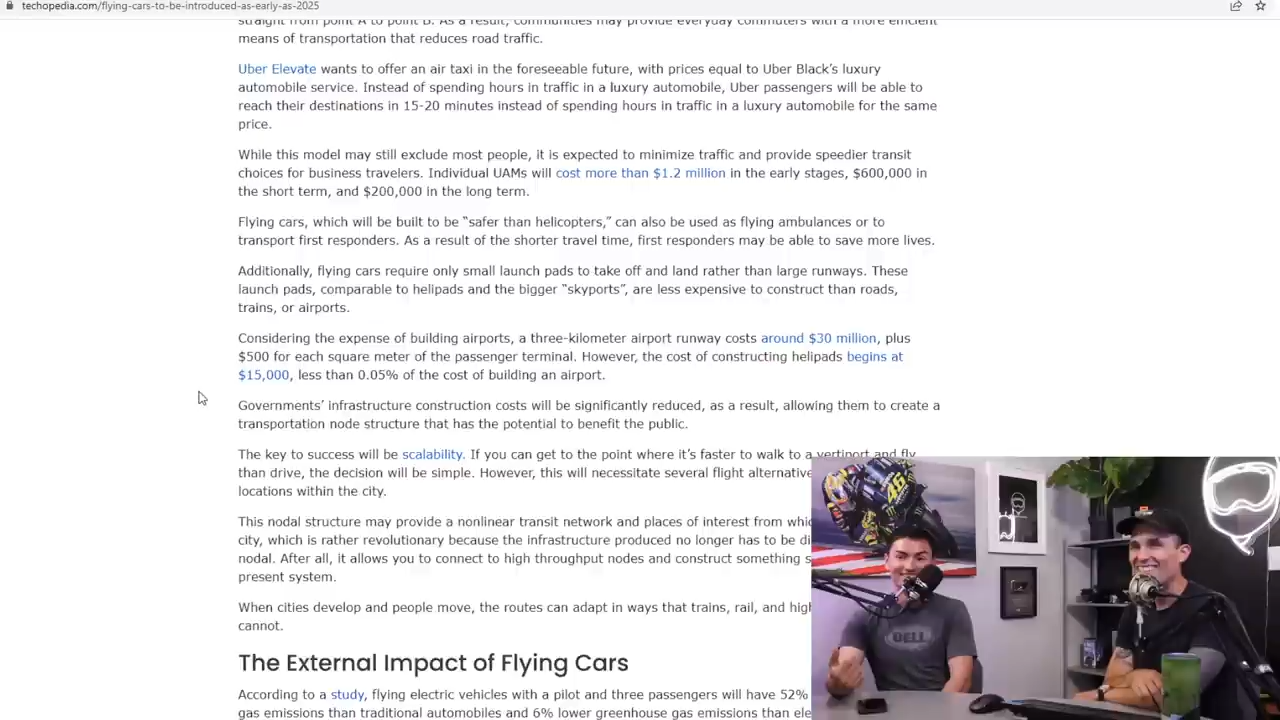 techopedia.com/flying-cars-to-be-introduced-as-early-as-2025
straight from point A to point B. As a result, communities may provide everyday commuters with a more efficient
means of transportation that reduces road traffic.
Uber Elevate wants to offer an air taxi in the foreseeable future, with prices equal to Uber Black's luxury
automobile service. Instead of spending hours in traffic in a luxury automobile, Uber passengers will be able to
reach their destinations in 15-20 minutes instead of spending hours in traffic in a luxury automobile for the same
price.
While this model may still exclude most people, it is expected to minimize traffic and provide speedier transit
choices for business travelers. Individual UAMs will cost more than $1.2 million in the early stages, $600,000 in
the short term, and $200,000 in the long term.
Flying cars, which will be built to be “safer than helicopters,” can also be used as flying ambulances or to
transport first responders. As a result of the shorter travel time, first responders may be able to save more lives.
Additionally, flying cars require only small launch pads to take off and land rather than large runways. These
launch pads, comparable to helipads and the bigger “skyports”, are less expensive to construct than roads,
trains, or airports.
Considering the expense of building airports, a three-kilometer airport runway costs around $30 million, plus
$500 for each square meter of the passenger terminal. However, the cost of constructing helipads begins at
$15,000, less than 0.05% of the cost of building an airport.
Governments’ infrastructure construction costs will be significantly reduced, as a result, allowing them to create a
transportation node structure that has the potential to benefit the public.
The key to success will be scalability. If you can get to the point where it’s faster to walk to a vertiport and fly
than drive, the decision will be simple. However, this will necessitate several flight alternative
locations within the city.
This nodal structure may provide a nonlinear transit network and places of interest from whic
city, which is rather revolutionary because the infrastructure produced no longer has to be di
nodal. After all, it allows you to connect to high throughput nodes and construct something s
present system.
When cities develop and people move, the routes can adapt in ways that trains, rail, and high
cannot.
The External Impact of Flying Cars
According to a study, flying electric vehicles with a pilot and three passengers will have 52%
gas emissions than traditional automobiles and 6% lower greenhouse gas emissions than ele
46
BELL